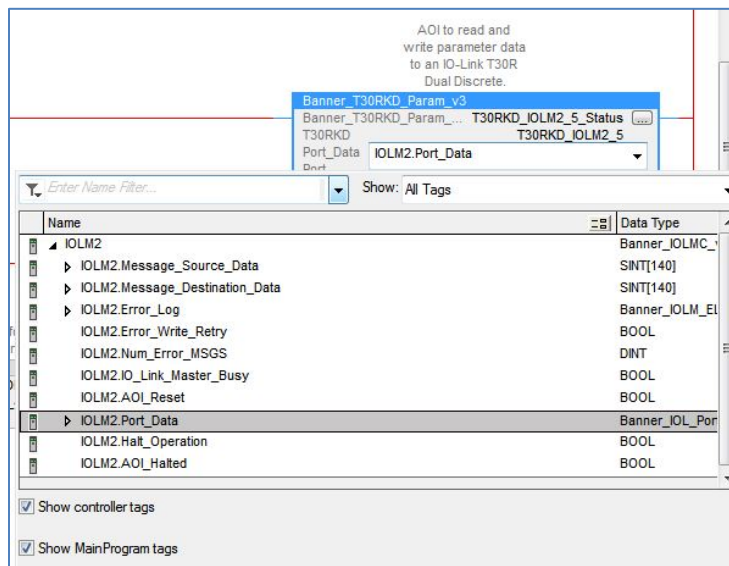 AOI to read and
write parameter data
to an IO-Link T30R
Dual Discrete.
Banner_T30RKD_Param_v3
Banner_T30RKD_Param_... T30RKD_IOLM2_5_Status ...
T30RKD T30RKD_IOLM2_5
Port_Data IOLM2.Port_Data
Port
Enter Name Filter... Show: All Tags
Name Data Type
IOLM2 Banner_IOLMC_
IOLM2.Message_Source_Data SINT[140]
IOLM2.Message_Destination_Data SINT[140]
IOLM2.Error_Log Banner_IOLM_EL
IOLM2.Error_Write_Retry BOOL
IOLM2.Num_Error_MSGS DINT
IOLM2.IO_Link_Master_Busy BOOL
IOLM2.AOI_Reset BOOL
IOLM2.Port_Data Banner_IOL_Por
IOLM2.Halt_Operation BOOL
IOLM2.AOI_Halted BOOL
Show controller tags
Show MainProgram tags